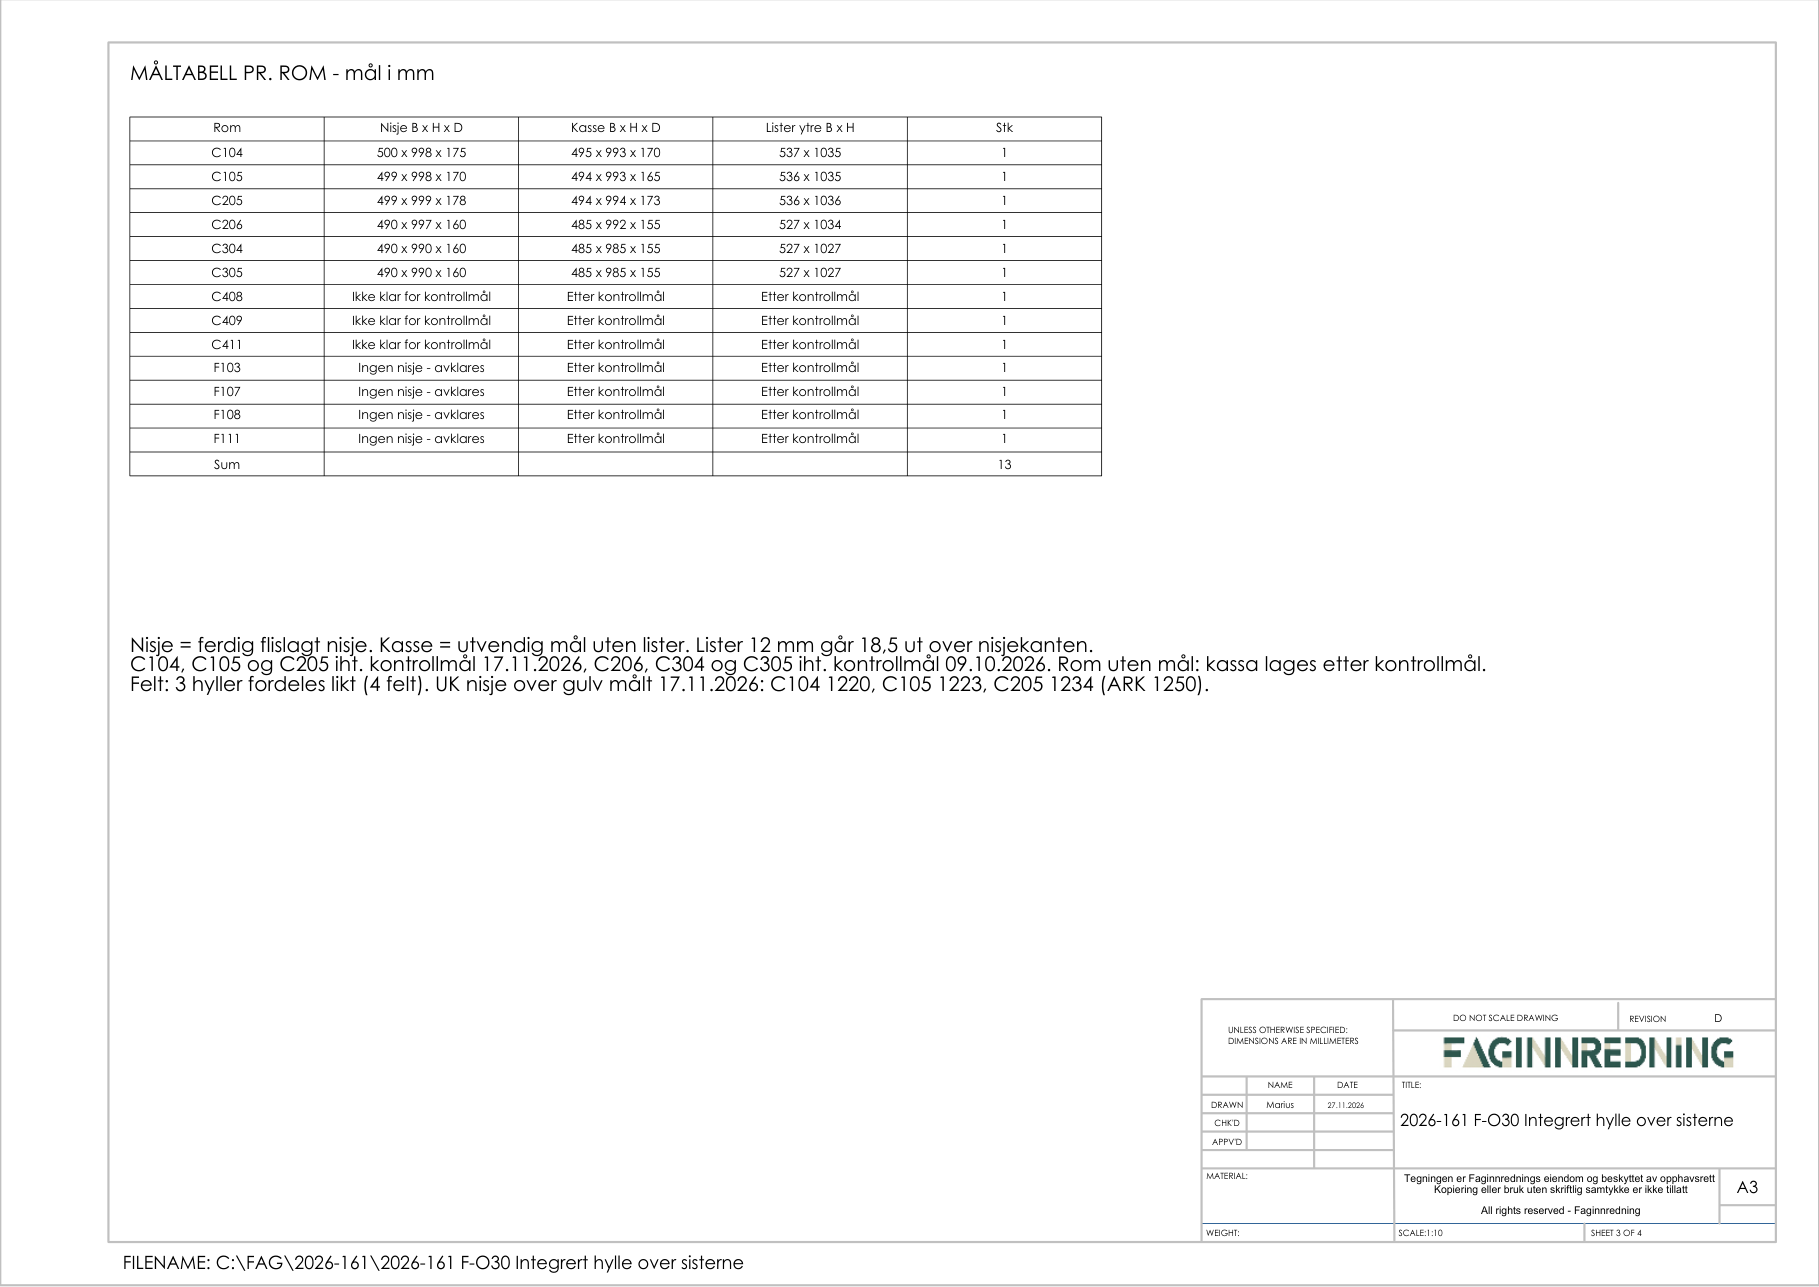 MÅLTABELL PR. ROM - mål i mm
Rom Nisje B x H x D Kasse B x H x D Lister ytre B x H Stk
C104 500 x 998 x 175 495 x 993 x 170 537 x 1035 1
C105 499 x 998 x 170 494 x 993 x 165 536 x 1035 1
C205 499 x 999 x 178 494 x 994 x 173 536 x 1036 1
C206 490 x 997 x 160 485 x 992 x 155 527 x 1034 1
C304 490 x 990 x 160 485 x 985 x 155 527 x 1027 1
C305 490 x 990 x 160 485 x 985 x 155 527 x 1027 1
C408 Ikke klar for kontrollmål Etter kontrollmål Etter kontrollmål 1
C409 Ikke klar for kontrollmål Etter kontrollmål Etter kontrollmål 1
C411 Ikke klar for kontrollmål Etter kontrollmål Etter kontrollmål 1
F103 Ingen nisje - avklares Etter kontrollmål Etter kontrollmål 1
F107 Ingen nisje - avklares Etter kontrollmål Etter kontrollmål 1
F108 Ingen nisje - avklares Etter kontrollmål Etter kontrollmål 1
F111 Ingen nisje - avklares Etter kontrollmål Etter kontrollmål 1
Sum 13
Nisje = ferdig flislagt nisje. Kasse = utvendig mål uten lister. Lister 12 mm går 18,5 ut over nisjekanten.
C104, C105 og C205 iht. kontrollmål 17.11.2026, C206, C304 og C305 iht. kontrollmål 09.10.2026. Rom uten mål: kassa lages etter kontrollmål.
Felt: 3 hyller fordeles likt (4 felt). UK nisje over gulv målt 17.11.2026: C104 1220, C105 1223, C205 1234 (ARK 1250).
UNLESS OTHERWISE SPECIFIED:
DIMENSIONS ARE IN MILLIMETERS
DO NOT SCALE DRAWING REVISION D
FAGINNREDNING
NAME DATE
DRAWN Marius 27.11.2026
CHK'D
APPV'D
TITLE:
2026-161 F-O30 Integrert hylle over sisterne
MATERIAL:
Tegningen er Faginnrednings eiendom og beskyttet av opphavsrett
Kopiering eller bruk uten skriftlig samtykke er ikke tillatt
All rights reserved - Faginnredning
A3
WEIGHT: SCALE:1:10 SHEET 3 OF 4
FILENAME: C:\FAG\2026-161\2026-161 F-O30 Integrert hylle over sisterne